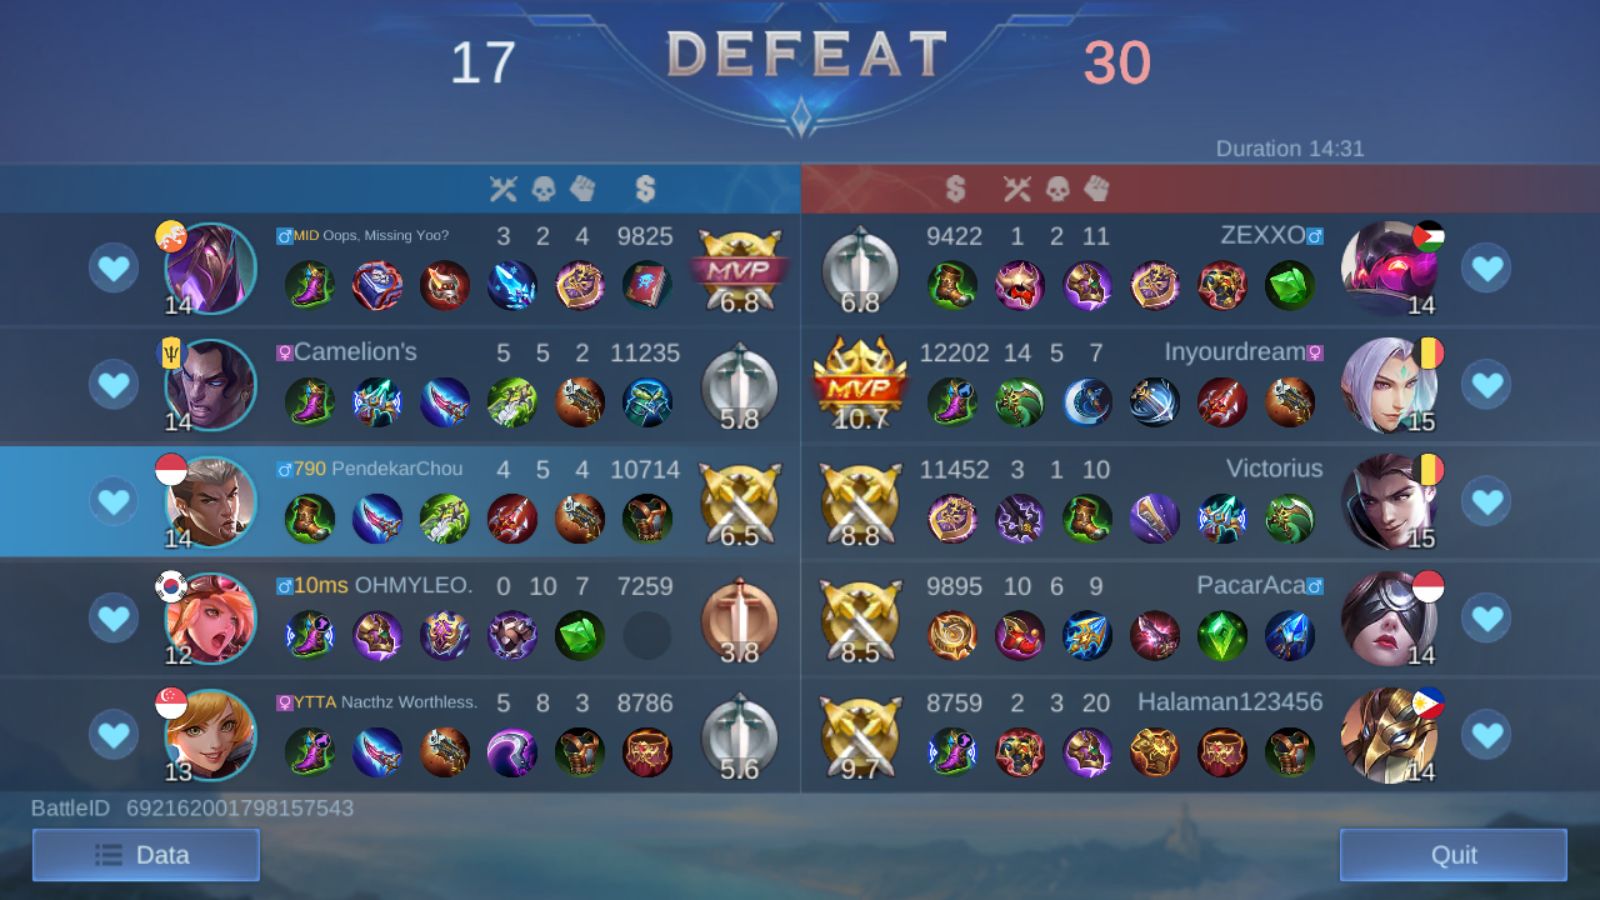 17 DEFEAT 30
Duration 14:31
MID Oops, Missing Yoo? 3 2 4 9825
MVP
14 6.8
6.8 9422 1 2 11 ZEXXO
14
Camelion's 5 5 2 11235
14 5.8
MVP
10.7 12202 14 5 7 Inyourdream
15
790 PendekarChou 4 5 4 10714
14 6.5
8.8 11452 3 1 10 Victorius
15
10ms OHMYLEO. 0 10 7 7259
12 3.8
8.5 9895 10 6 9 PacarAca
14
YTTA Nacthz Worthless. 5 8 3 8786
13 5.6
9.7 8759 2 3 20 Halaman123456
14
BattleID 692162001798157543
Data
Quit